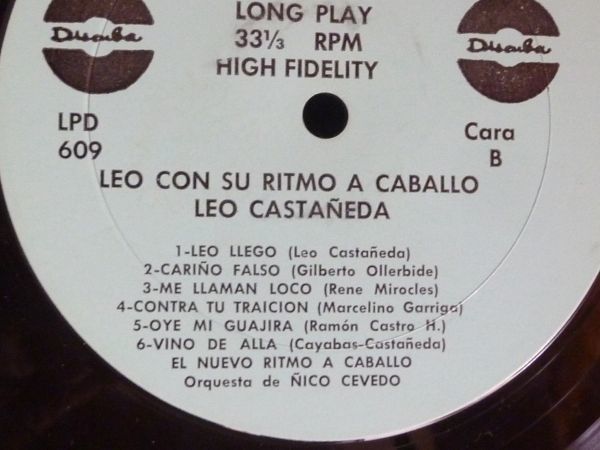 LONG PLAY
33⅓ RPM
HIGH FIDELITY
Discuba
Discuba
LPD
609
Cara
B
LEO CON SU RITMO A CABALLO
LEO CASTAÑEDA
1-LEO LLEGO (Leo Castañeda)
2-CARIÑO FALSO (Gilberto Ollerbide)
3-ME LLAMAN LOCO (Rene Mirocles)
4-CONTRA TU TRAICION (Marcelino Garriga)
5-OYE MI GUAJIRA (Ramón Castro H.)
6-VINO DE ALLA (Cayabas-Castañeda)
EL NUEVO RITMO A CABALLO
Orquesta de ÑICO CEVEDO